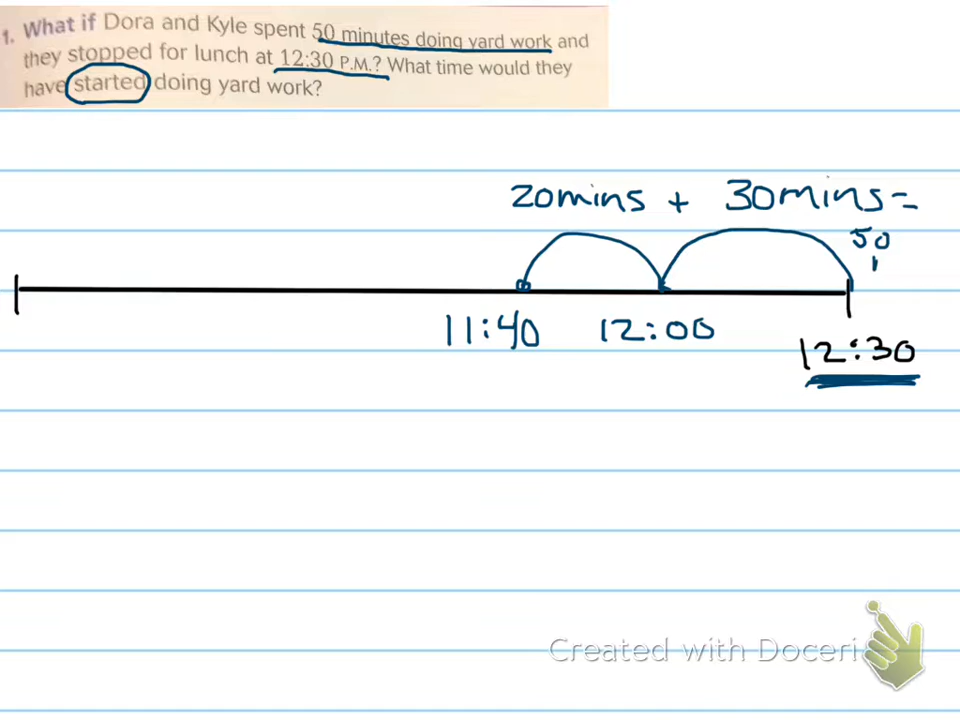 1. What if Dora and Kyle spent 50 minutes doing yard work and
they stopped for lunch at 12:30 P.M.? What time would they
have started doing yard work?
20mins + 30mins =
50
11:40 12:00
12:30
Created with Doceri